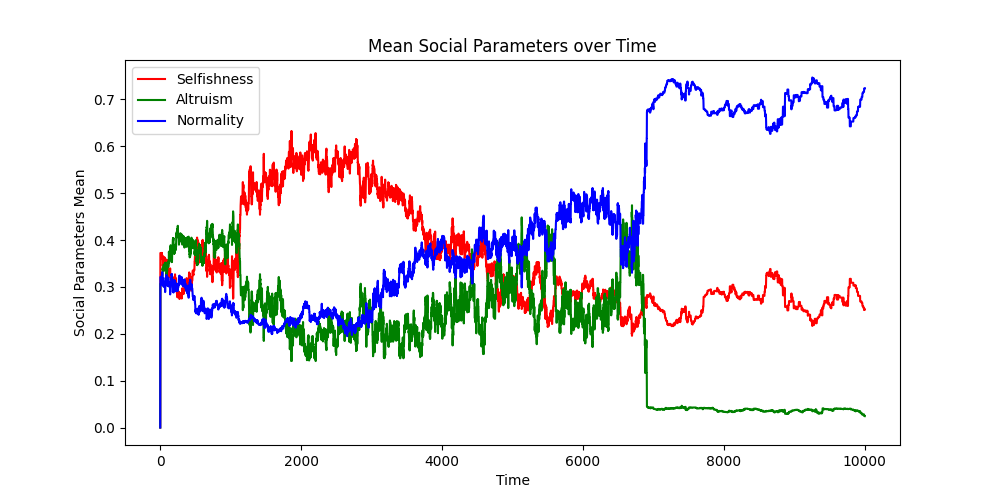 Mean Social Parameters over Time
Selfishness
Altruism
Normality
Social Parameters Mean
0.7
0.6
0.5
0.4
0.3
0.2
0.1
0.0
0 2000 4000 6000 8000 10000
Time